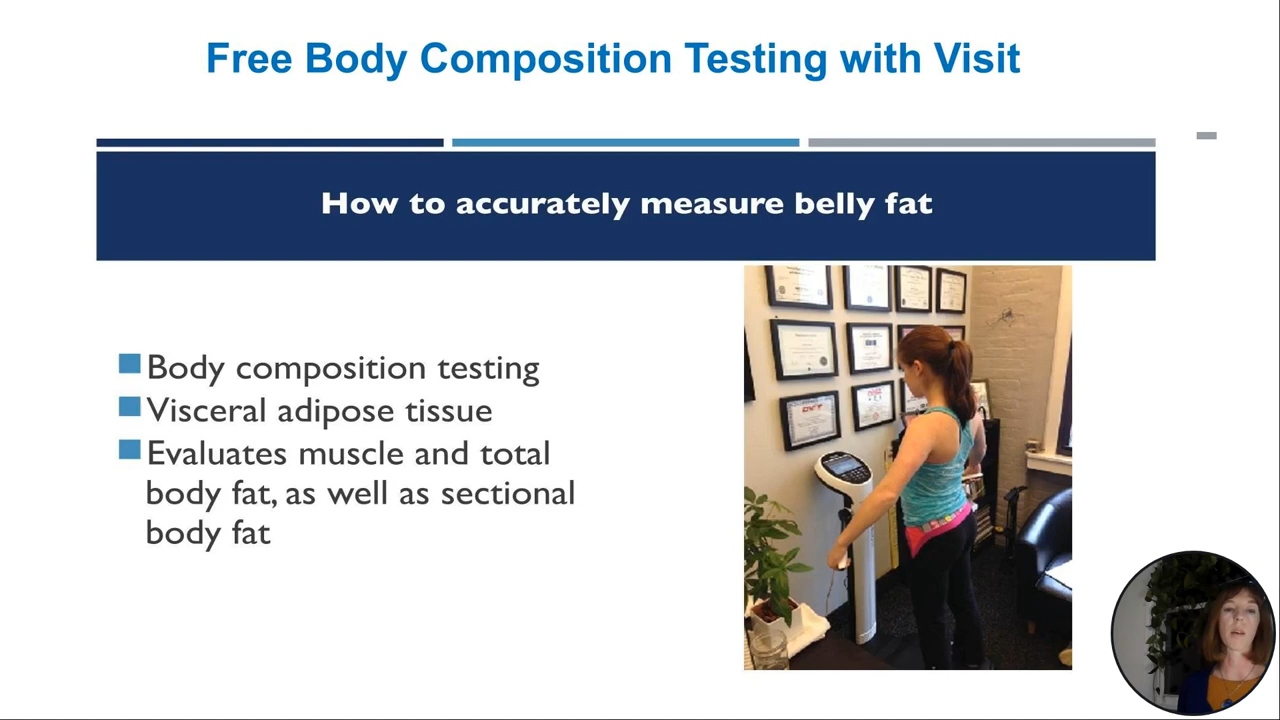 Free Body Composition Testing with Visit
How to accurately measure belly fat
Body composition testing
Visceral adipose tissue
Evaluates muscle and total
body fat, as well as sectional
body fat